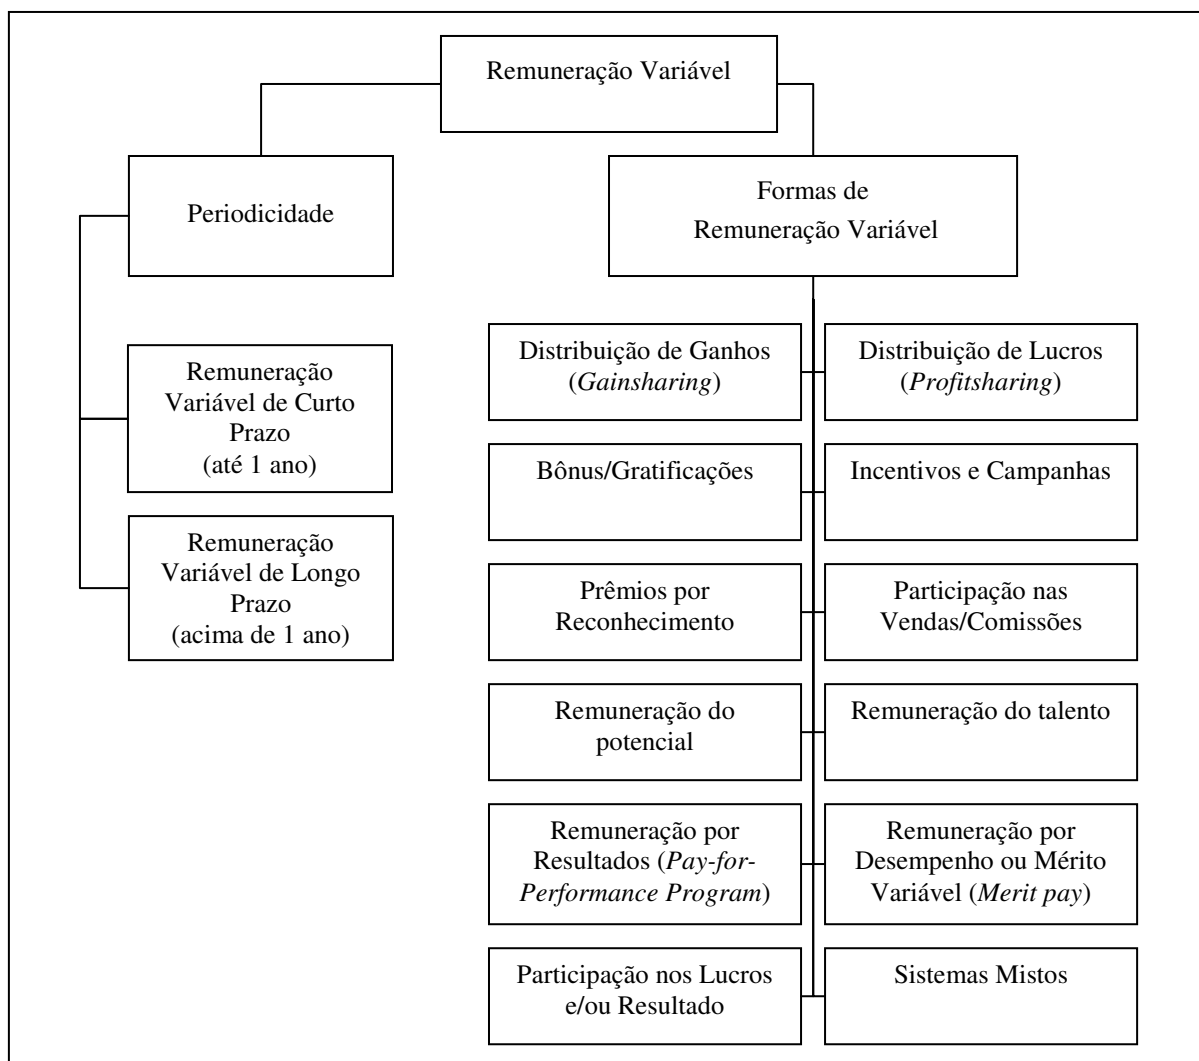 Remuneração Variável
Periodicidade
Formas de
Remuneração Variável
Remuneração
Variável de Curto
Prazo
(até 1 ano)
Remuneração
Variável de Longo
Prazo
(acima de 1 ano)
Distribuição de Ganhos
(Gainsharing)
Distribuição de Lucros
(Profitsharing)
Bônus/Gratificações
Incentivos e Campanhas
Prêmios por
Reconhecimento
Participação nas
Vendas/Comissões
Remuneração do
potencial
Remuneração do talento
Remuneração por
Resultados (Pay-for-
Performance Program)
Remuneração por
Desempenho ou Mérito
Variável (Merit pay)
Participação nos Lucros
e/ou Resultado
Sistemas Mistos